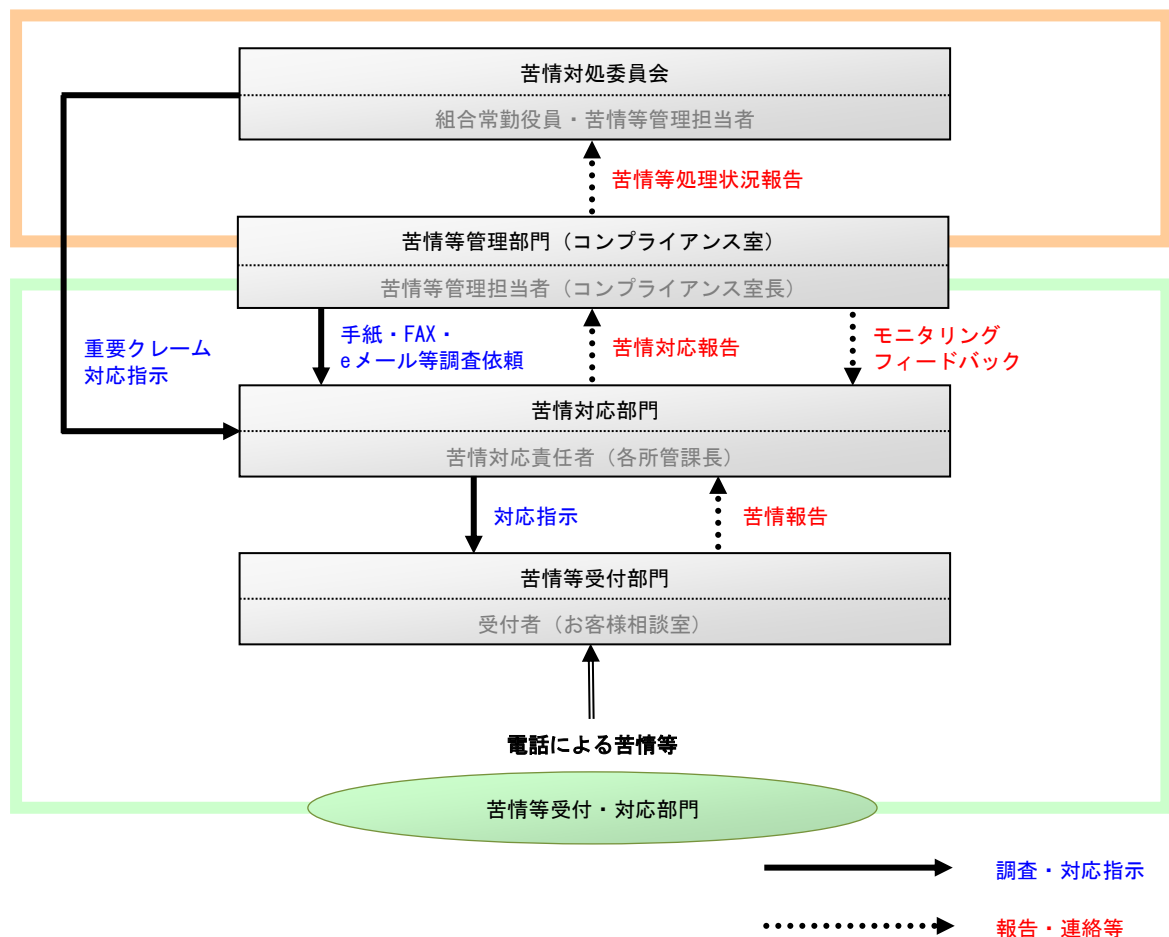 苦情対処委員会
組合常勤役員・苦情等管理担当者
苦情等処理状況報告
苦情等管理部門（コンプライアンス室）
苦情等管理担当者（コンプライアンス室長）
重要クレーム
対応指示
手紙・FAX・
eメール等調査依頼
苦情対応報告
モニタリング
フィードバック
苦情対応部門
苦情対応責任者（各所管課長）
対応指示
苦情報告
苦情等受付部門
受付者（お客様相談室）
電話による苦情等
苦情等受付・対応部門
調査・対応指示
報告・連絡等